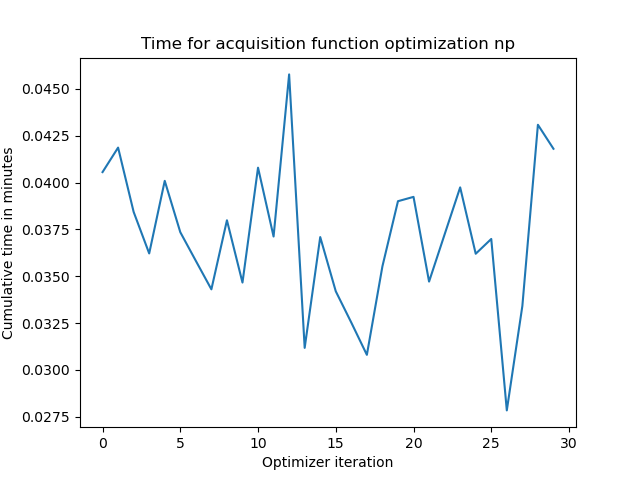 Time for acquisition function optimization np
0.0450
0.0425
0.0400
0.0375
0.0350
0.0325
0.0300
0.0275
Cumulative time in minutes
0 5 10 15 20 25 30
Optimizer iteration